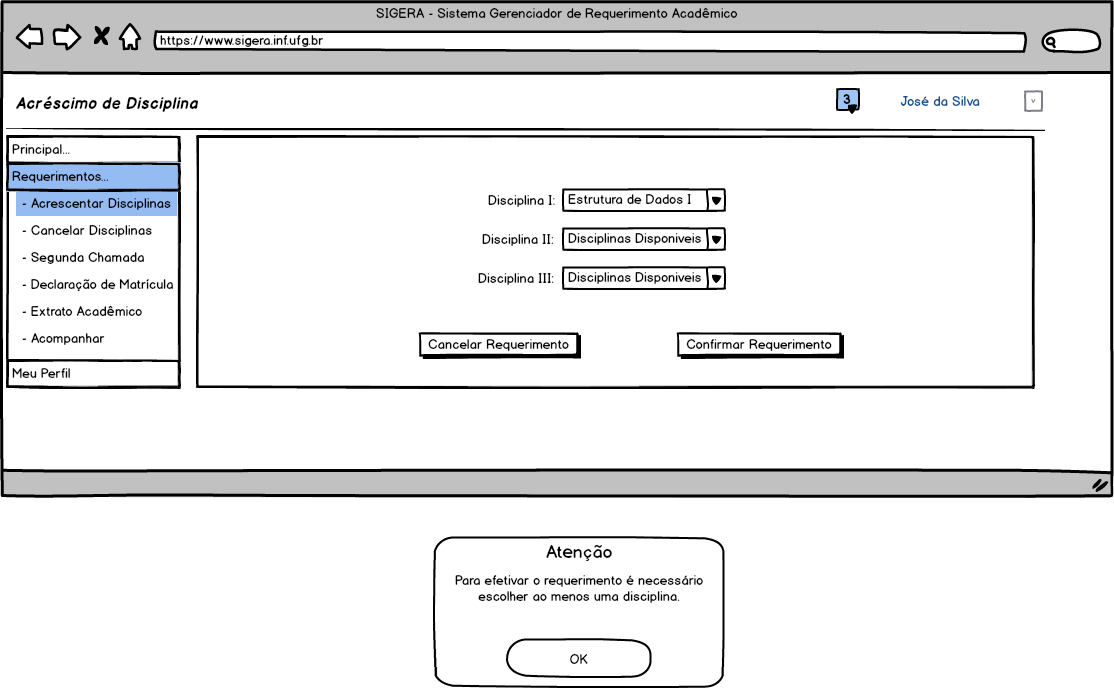 SIGERA - Sistema Gerenciador de Requerimento Acadêmico
https://www.sigera.inf.ufg.br
Acréscimo de Disciplina
3
José da Silva
v
Principal...
Requerimentos...
- Acrescentar Disciplinas
- Cancelar Disciplinas
- Segunda Chamada
- Declaração de Matrícula
- Extrato Acadêmico
- Acompanhar
Meu Perfil
Disciplina I: Estrutura de Dados I
Disciplina II: Disciplinas Disponiveis
Disciplina III: Disciplinas Disponiveis
Cancelar Requerimento
Confirmar Requerimento
Atenção
Para efetivar o requerimento é necessário
escolher ao menos uma disciplina.
OK